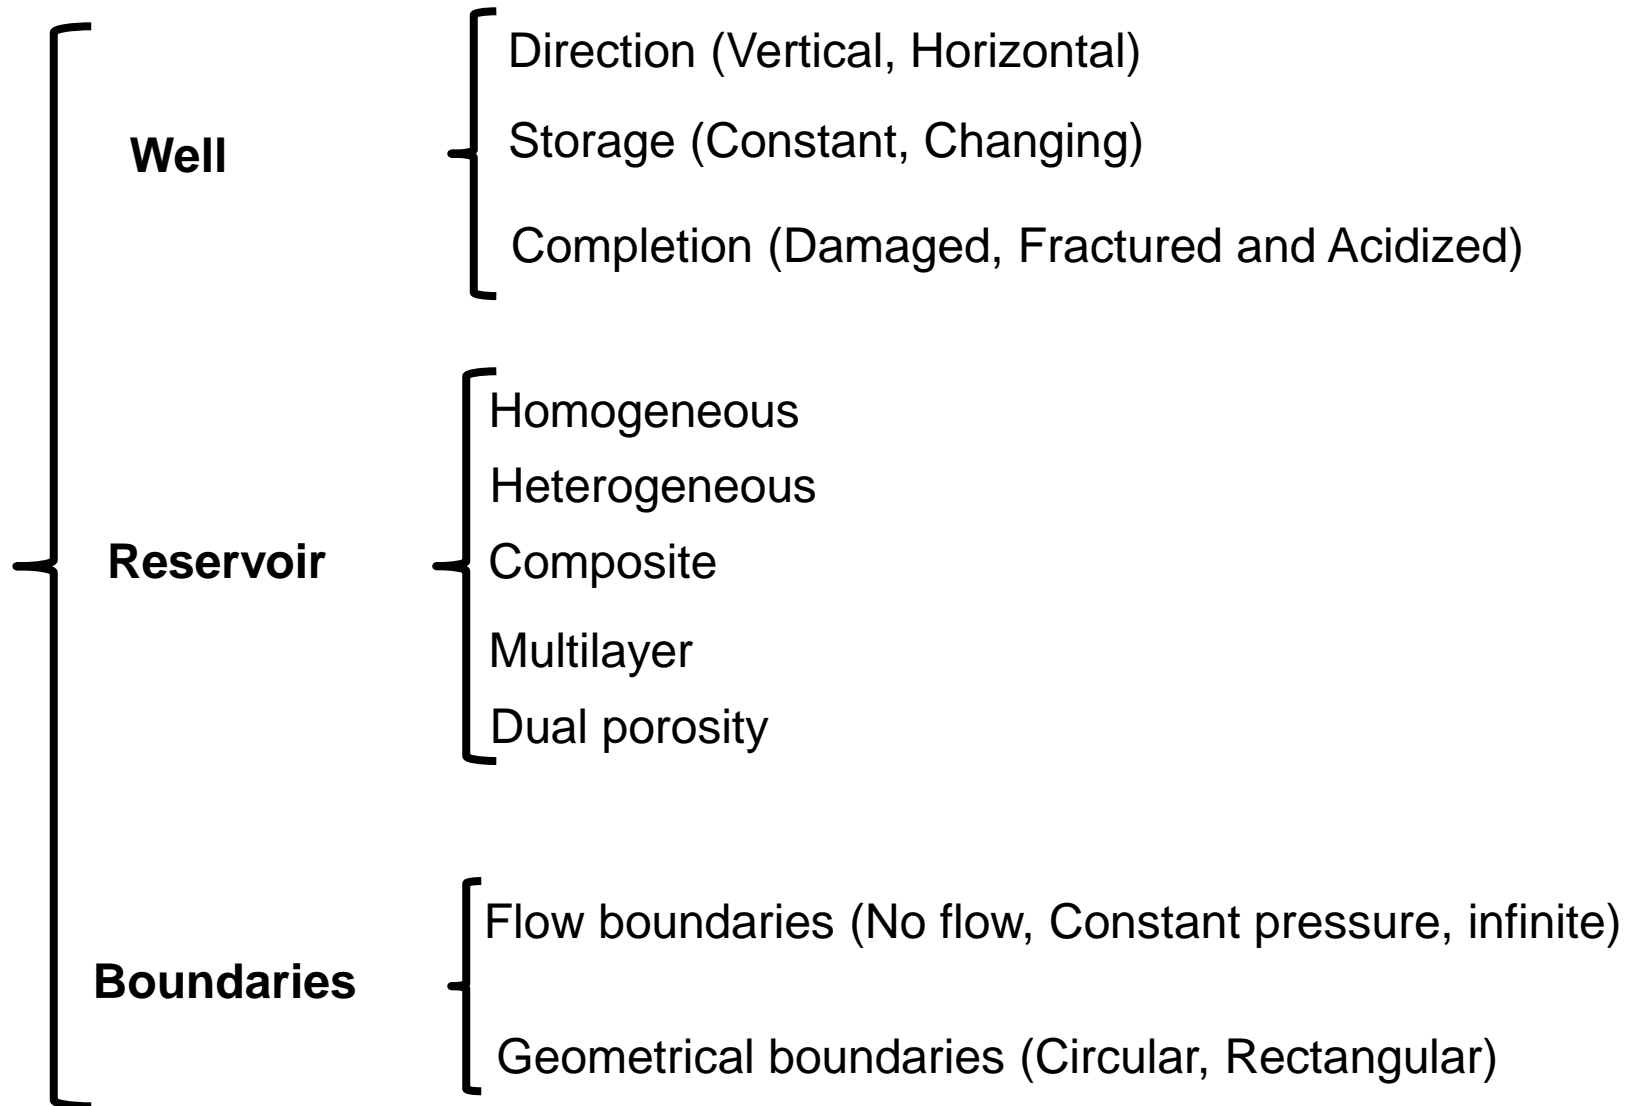 Well
Direction (Vertical, Horizontal)
Storage (Constant, Changing)
Completion (Damaged, Fractured and Acidized)
Reservoir
Homogeneous
Heterogeneous
Composite
Multilayer
Dual porosity
Boundaries
Flow boundaries (No flow, Constant pressure, infinite)
Geometrical boundaries (Circular, Rectangular)